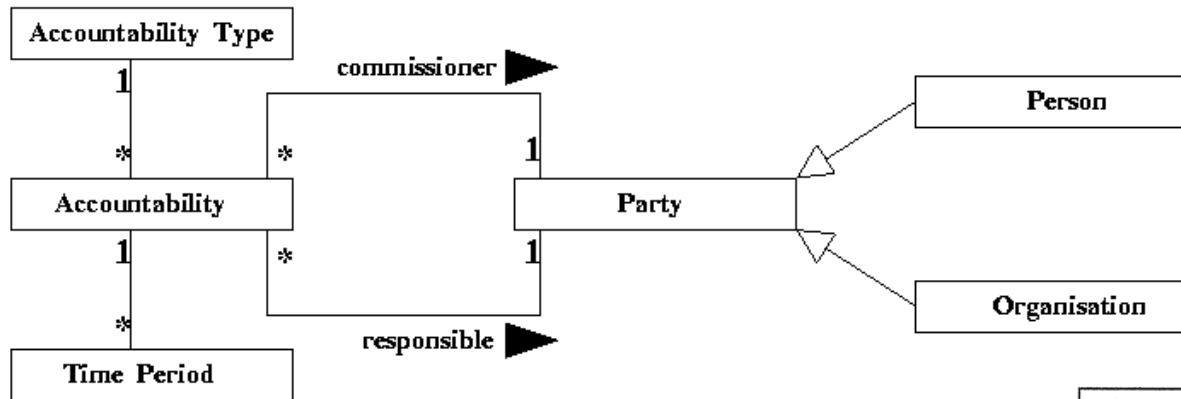 Accountability Type
commissioner
1
Person
*
*
1
Accountability
Party
1
*
1
Organisation
*
responsible
Time Period